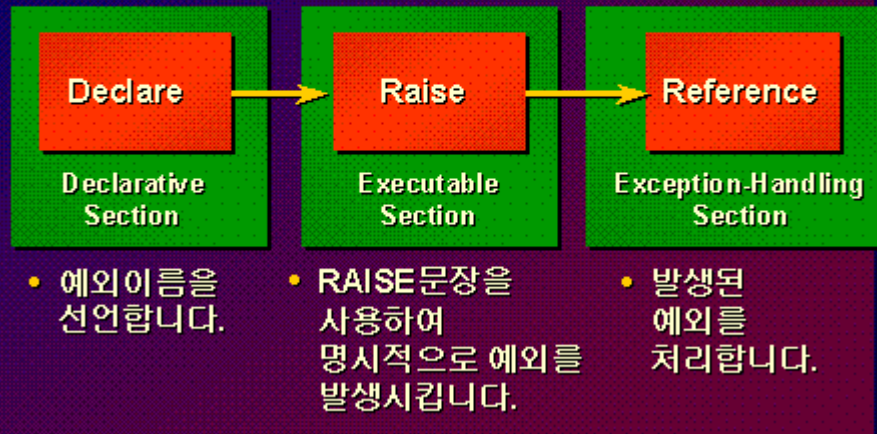 Declare
Raise
Reference
Declarative
Section
Executable
Section
Exception-Handling
Section
• 예외이름을
선언합니다.
• RAISE문장을
사용하여
명시적으로 예외를
발생시킵니다.
• 발생된
예외를
처리합니다.